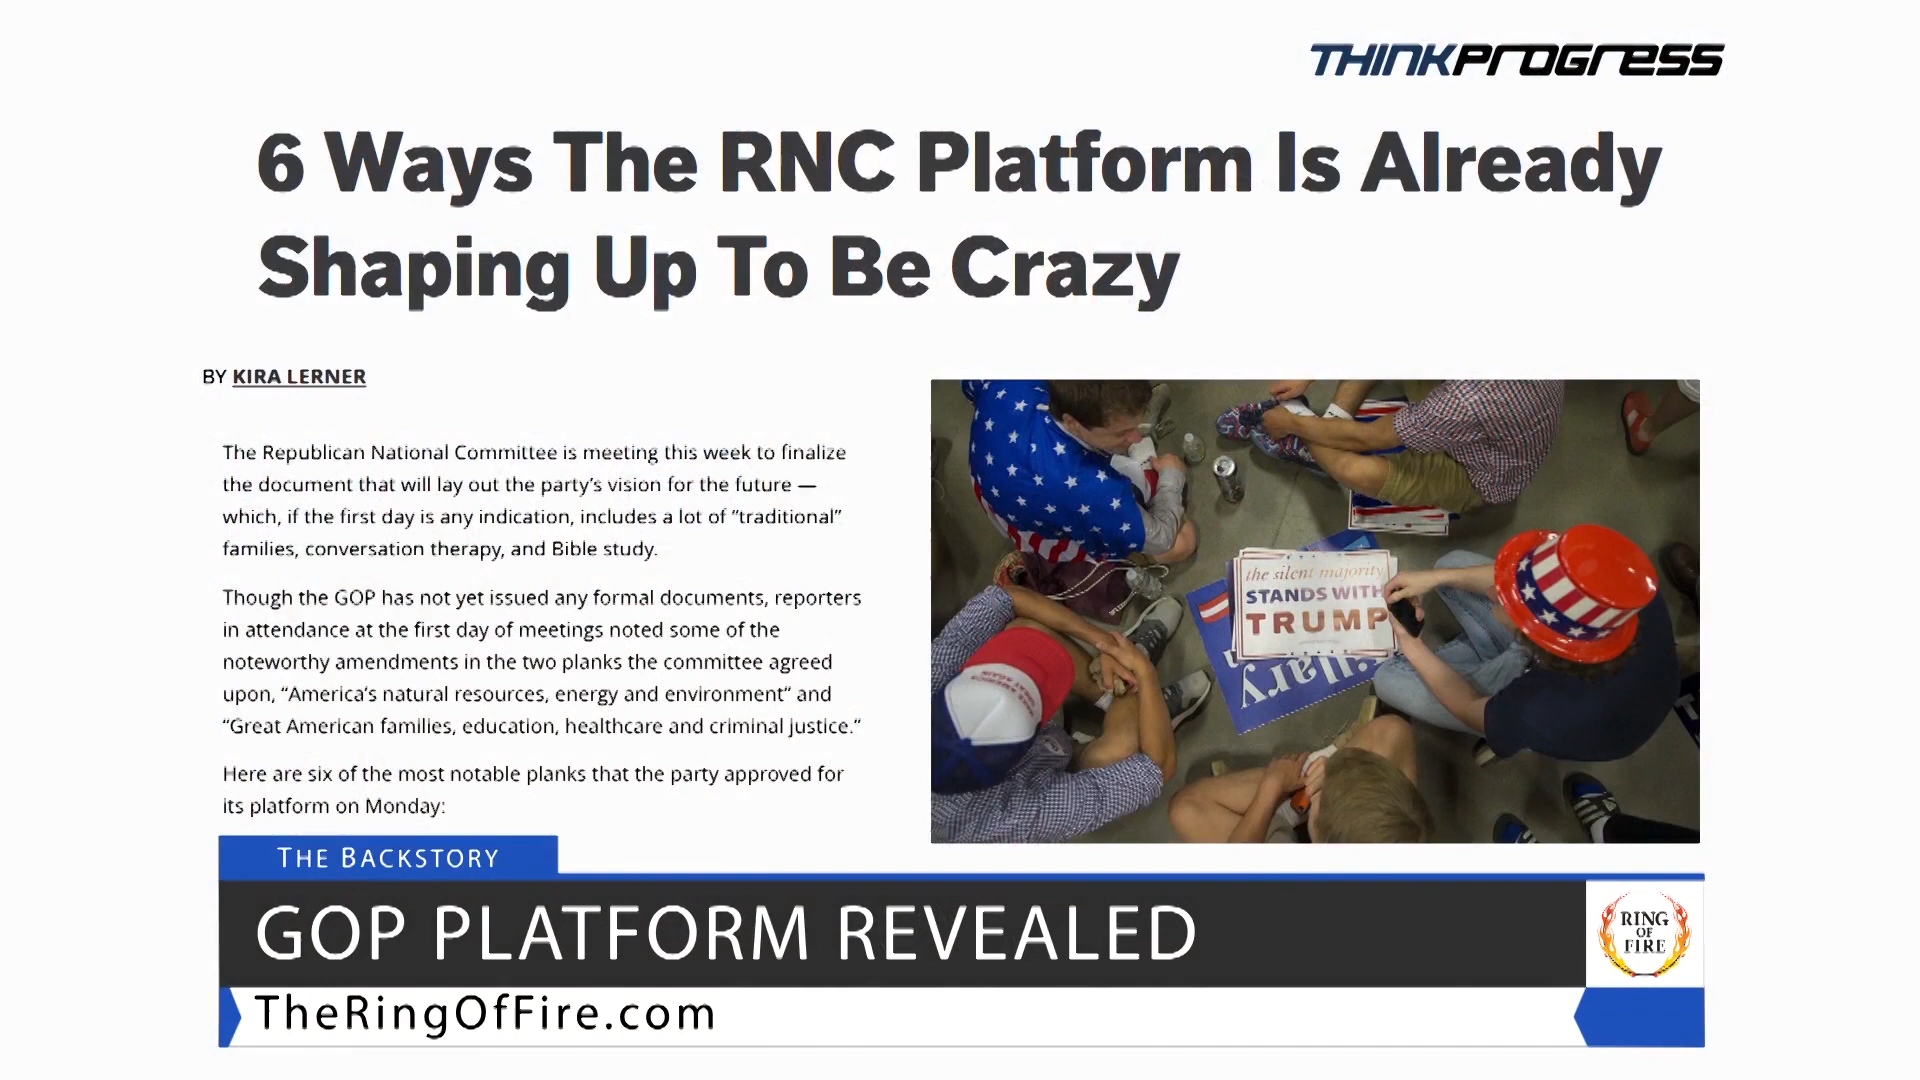 THINKPROGRESS
6 Ways The RNC Platform Is Already
Shaping Up To Be Crazy
BY KIRA LERNER
The Republican National Committee is meeting this week to finalize
the document that will lay out the party's vision for the future —
which, if the first day is any indication, includes a lot of "traditional"
families, conversation therapy, and Bible study.
Though the GOP has not yet issued any formal documents, reporters
in attendance at the first day of meetings noted some of the
noteworthy amendments in the two planks the committee agreed
upon, "America's natural resources, energy and environment" and
"Great American families, education, healthcare and criminal justice."
Here are six of the most notable planks that the party approved for
its platform on Monday:
the silent majority
STANDS WITH
TRUMP
illary
THE BACKSTORY
GOP PLATFORM REVEALED
RING
OF
FIRE
TheRingOfFire.com